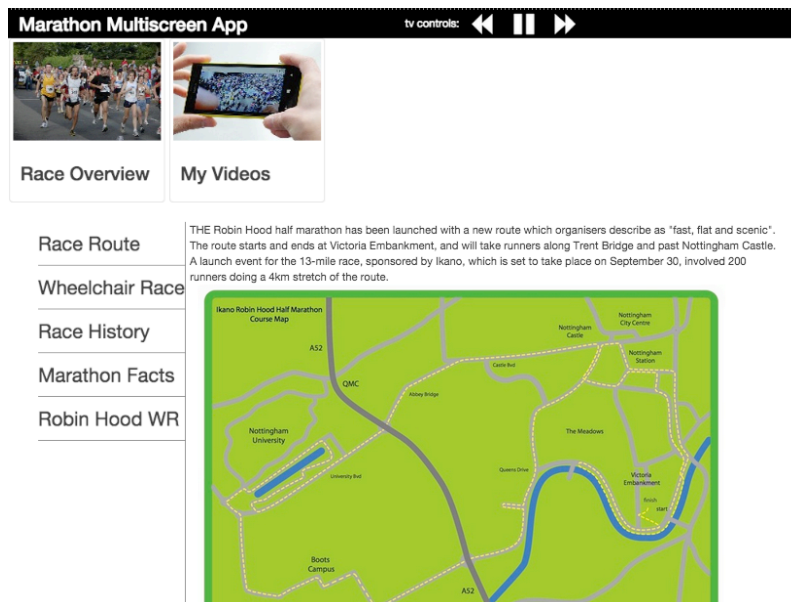 Marathon Multiscreen App
tv controls:
Race Overview
My Videos
Race Route
Wheelchair Race
Race History
Marathon Facts
Robin Hood WR
THE Robin Hood half marathon has been launched with a new route which organisers describe as "fast, flat and scenic".
The route starts and ends at Victoria Embankment, and will take runners along Trent Bridge and past Nottingham Castle.
A launch event for the 13-mile race, sponsored by Ikano, which is set to take place on September 30, involved 200
runners doing a 4km stretch of the route.
Ikano Robin Hood Half Marathon
Course Map
Nottingham
City Centre
Nottingham
Castle
A52
Nottingham
Station
Castle Bvd
QMC
Abbey Bridge
Nottingham
University
The Meadows
Queens Drive
University Bvd
Victoria
Embankment
finish
start
Boots
Campus
A52